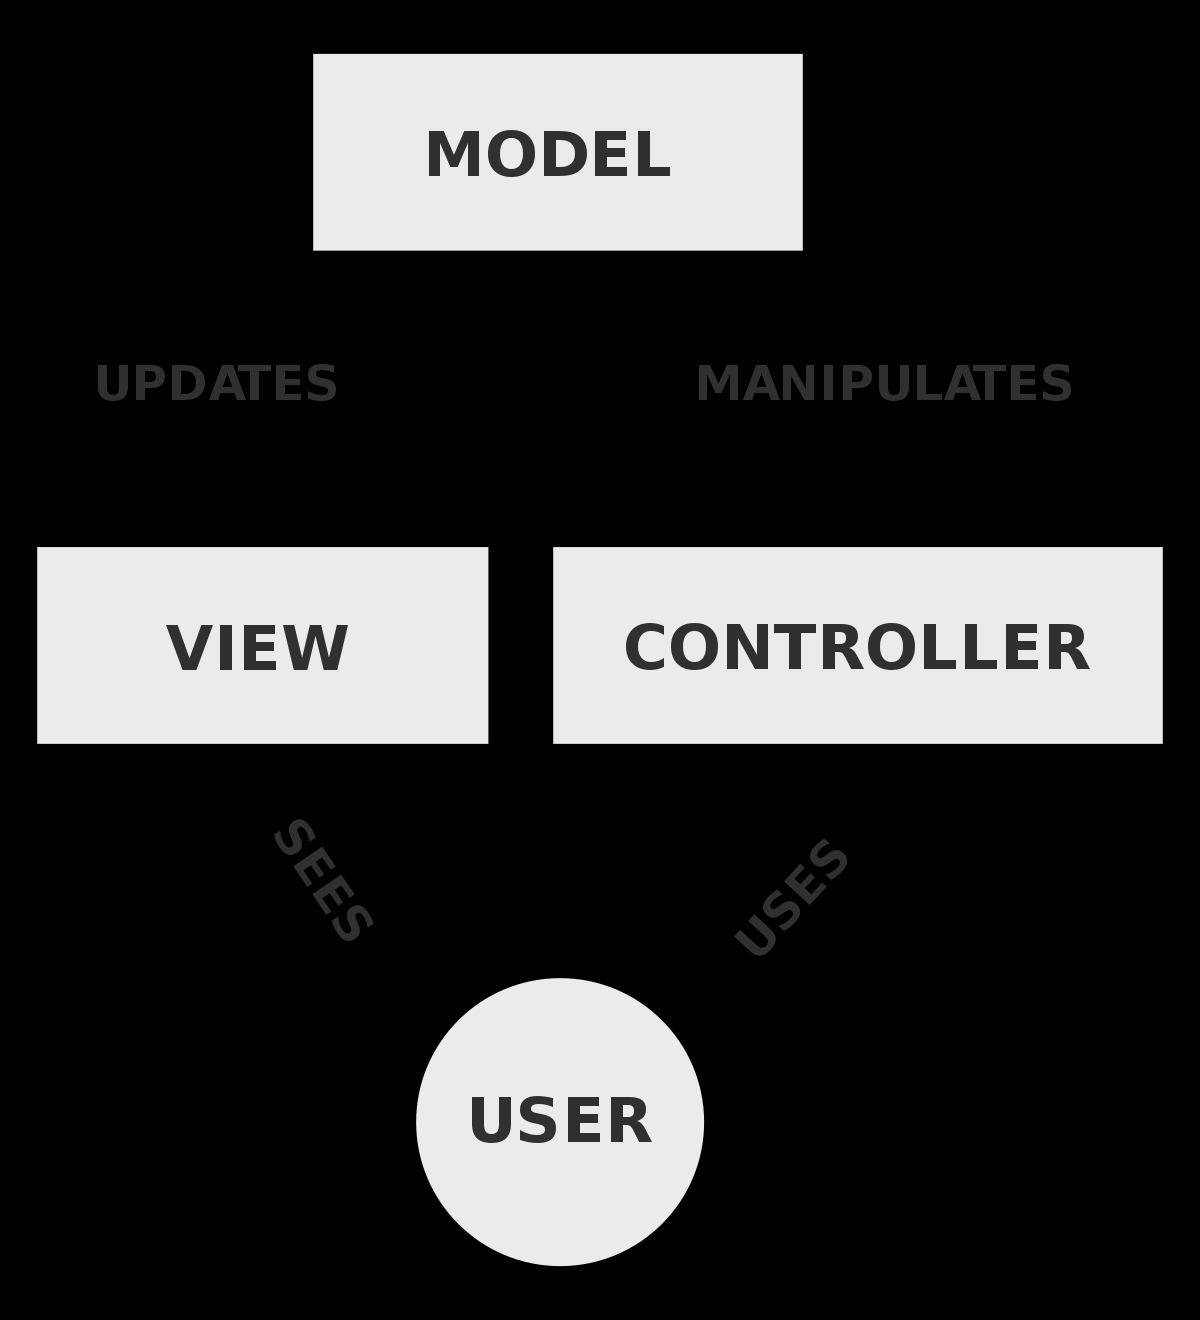 MODEL
UPDATES
MANIPULATES
VIEW
CONTROLLER
SEES
USES
USER